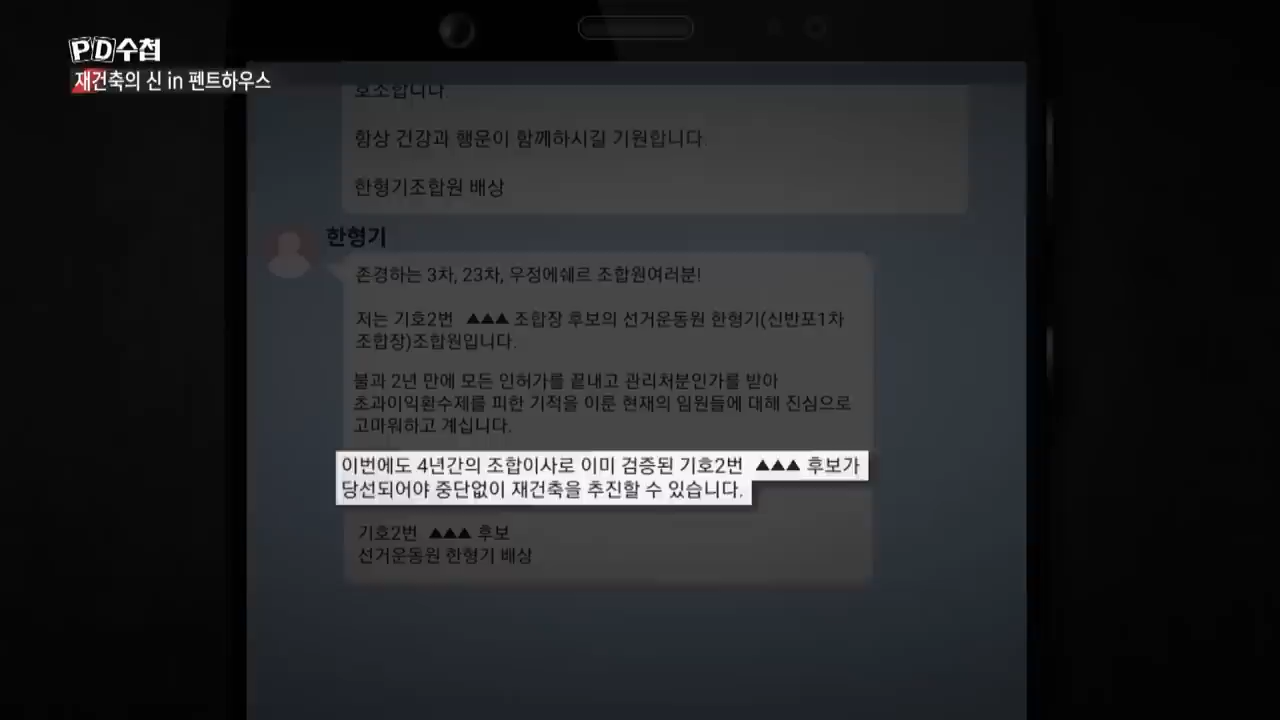 PD수첩
재건축의 신 in 펜트하우스
호소합니다.
항상 건강과 행운이 함께하시길 기원합니다.
한형기조합원 배상
한형기
존경하는 3차, 23차, 우정에쉐르 조합원여러분!
저는 기호2번 ▲▲▲ 조합장 후보의 선거운동원 한형기(신반포1차
조합장)조합원입니다.
불과 2년 만에 모든 인허가를 끝내고 관리처분인가를 받아
초과이익환수제를 피한 기적을 이룬 현재의 임원들에 대해 진심으로
고마워하고 계십니다.
이번에도 4년간의 조합이사로 이미 검증된 기호2번 ▲▲▲ 후보가
당선되어야 중단없이 재건축을 추진할 수 있습니다.
기호2번 ▲▲▲ 후보
선거운동원 한형기 배상